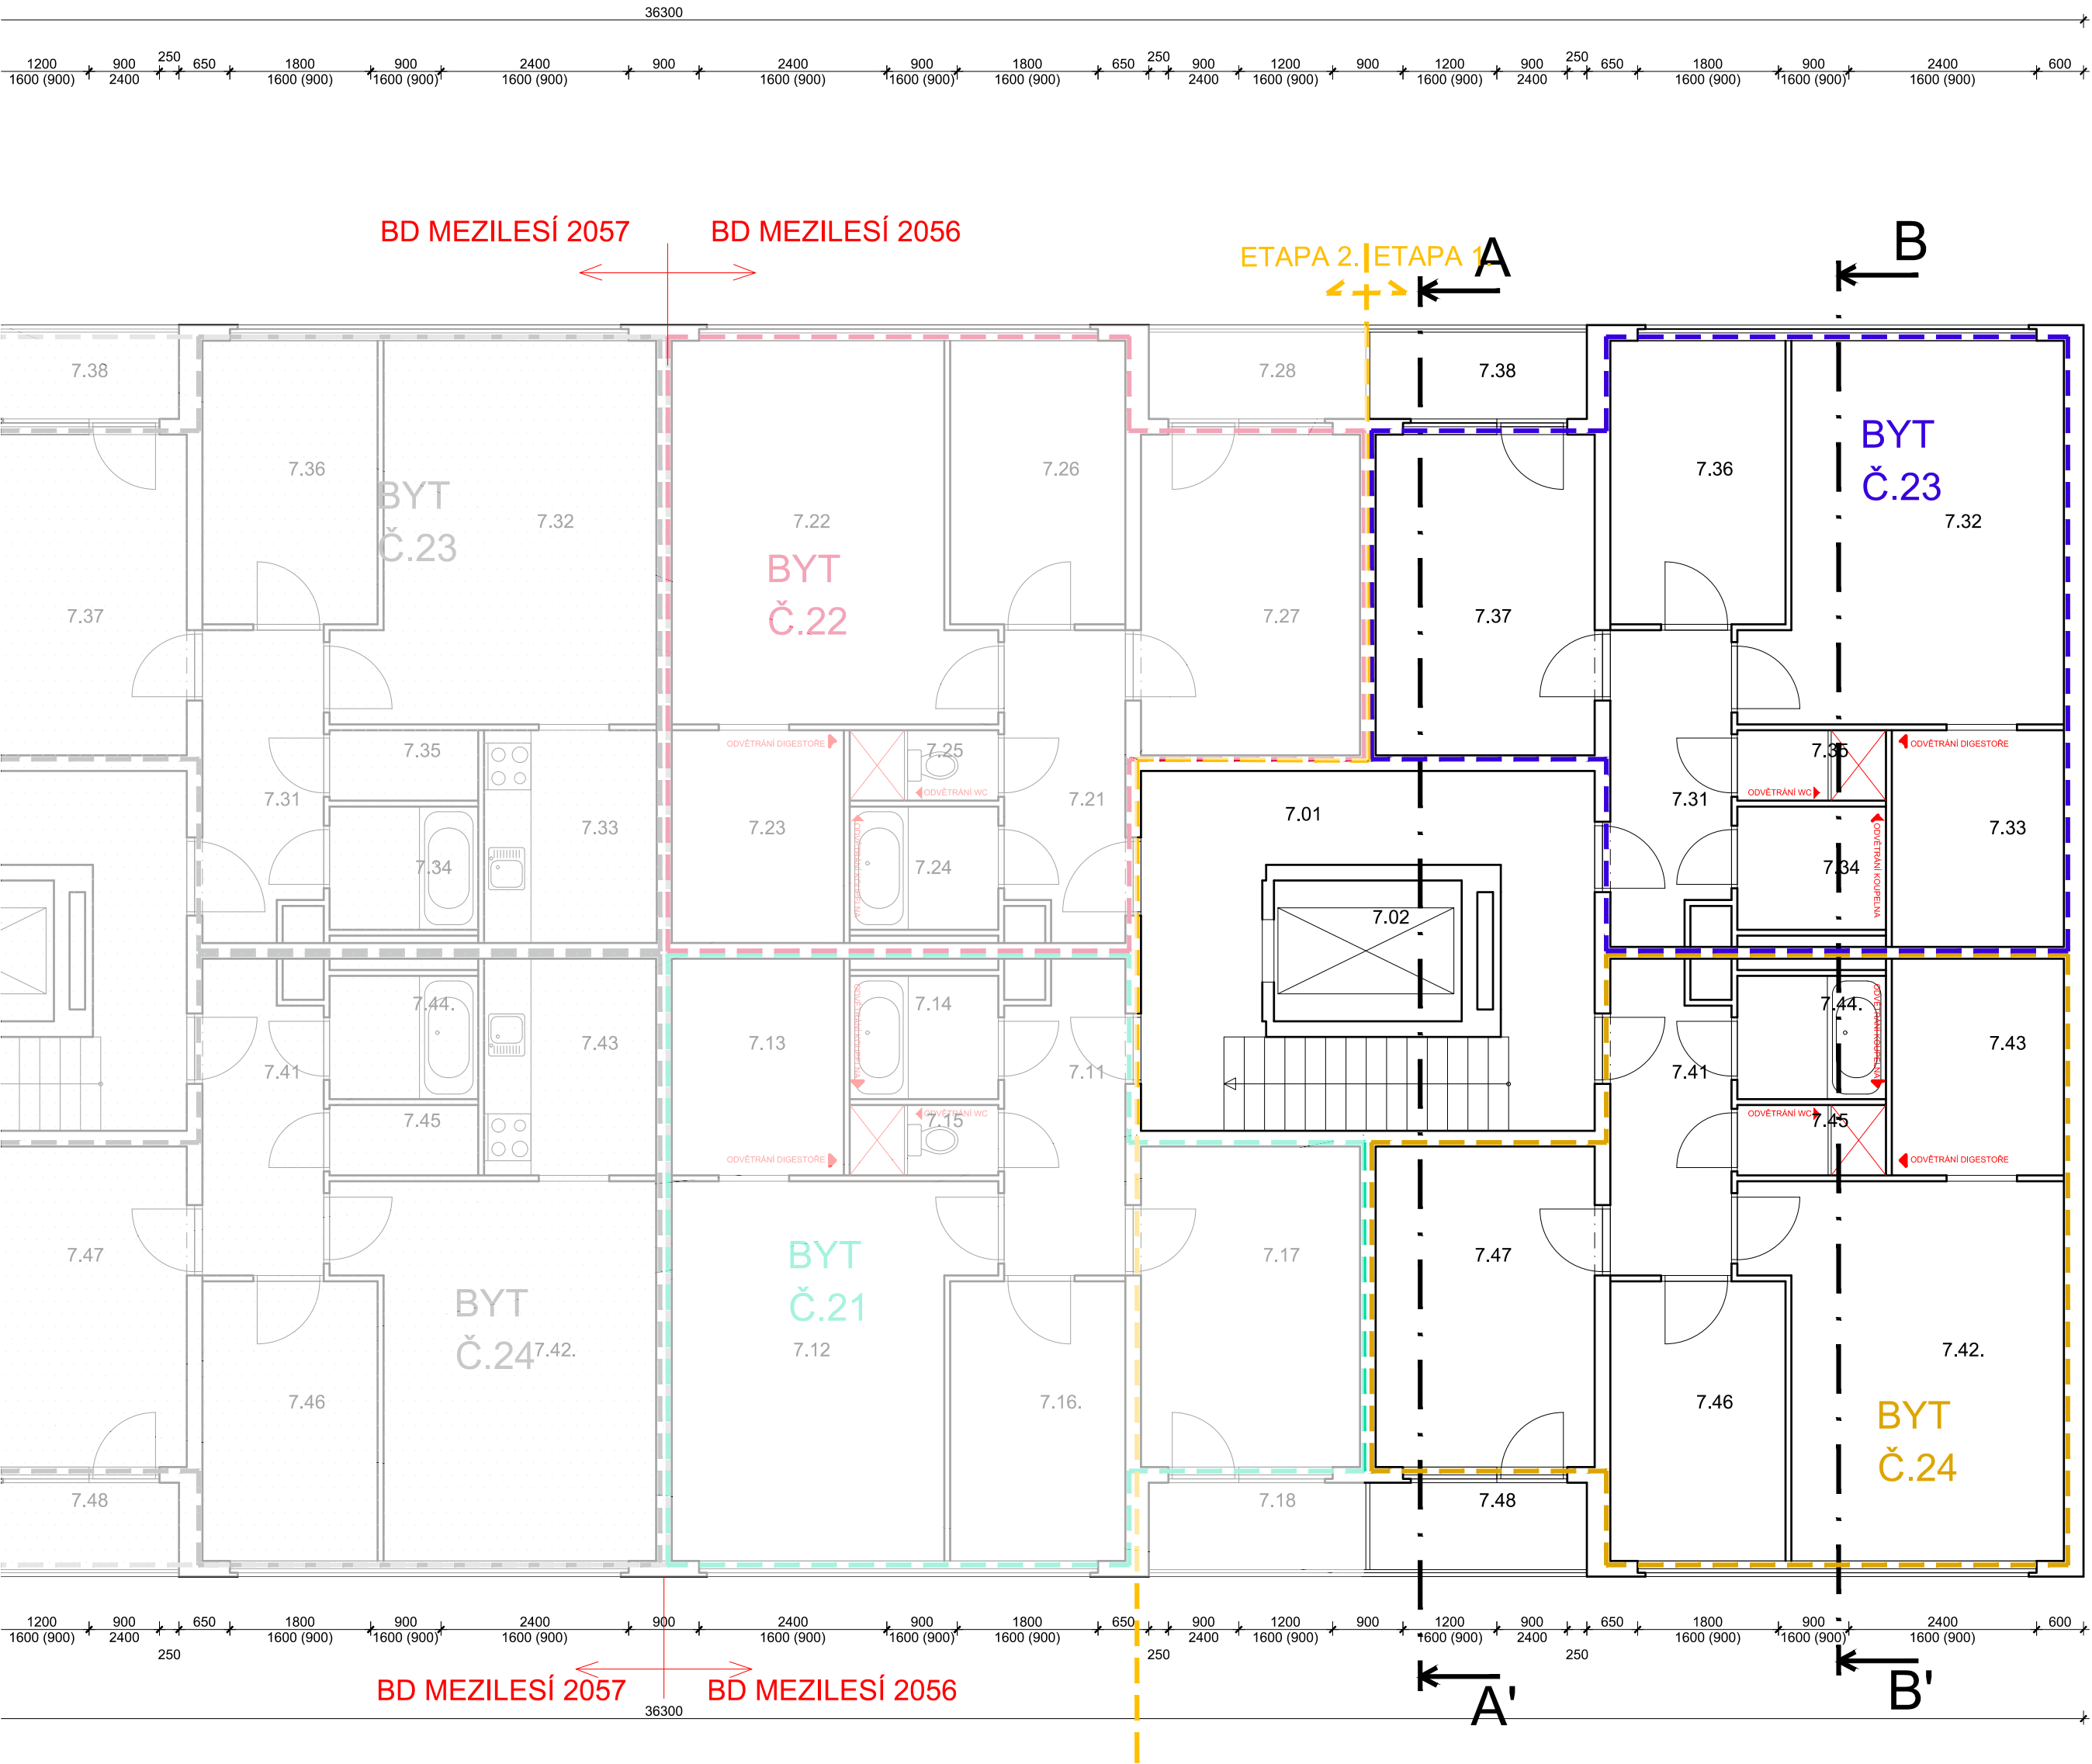 36300
1200 900 250 650 1800 900 2400 900 2400 900 1800 650 250 900 1200 900 1200 900 250 650 1800 900 2400 600
1600 (900) 2400 1600 (900) 1600 (900) 1600 (900) 1600 (900) 1600 (900) 1600 (900) 2400 1600 (900) 1600 (900) 2400 1600 (900) 1600 (900) 1600 (900)
BD MEZILESÍ 2057 BD MEZILESÍ 2056
ETAPA 2. ETAPA 1.
A
B
7.38 7.28 7.38
BYT
Č.23
7.36 7.26 7.36
BYT
Č.23
7.32 7.22 7.32
BYT
Č.22
7.37 7.27 7.37
ODVĚTRÁNÍ DIGESTOŘE ODVĚTRÁNÍ DIGESTOŘE
7.35 7.25 7.35
ODVĚTRÁNÍ WC ODVĚTRÁNÍ WC
7.31 7.21 7.31
7.01
7.33 7.23 7.33
ODVĚTRÁNÍ KOUPELNA ODVĚTRÁNÍ KOUPELNA
7.34 7.24 7.34
7.02
7.44. 7.14 7.44.
ODVĚTRÁNÍ KOUPELNA ODVĚTRÁNÍ KOUPELNA
7.43 7.13 7.43
7.41 7.11 7.41
ODVĚTRÁNÍ WC ODVĚTRÁNÍ WC
7.45 7.15 7.45
ODVĚTRÁNÍ DIGESTOŘE ODVĚTRÁNÍ DIGESTOŘE
7.47 7.17 7.47
BYT
Č.21
BYT
Č.24
7.42. 7.12 7.42.
7.46 7.16. 7.46
BYT
Č.24
7.48 7.18 7.48
1200 900 650 1800 900 2400 900 2400 900 1800 650 900 1200 900 1200 900 650 1800 900 2400 600
1600 (900) 2400 1600 (900) 1600 (900) 1600 (900) 1600 (900) 1600 (900) 1600 (900) 2400 1600 (900) 1600 (900) 2400 1600 (900) 1600 (900) 1600 (900)
250 250 250
BD MEZILESÍ 2057 BD MEZILESÍ 2056
A'
B'
36300